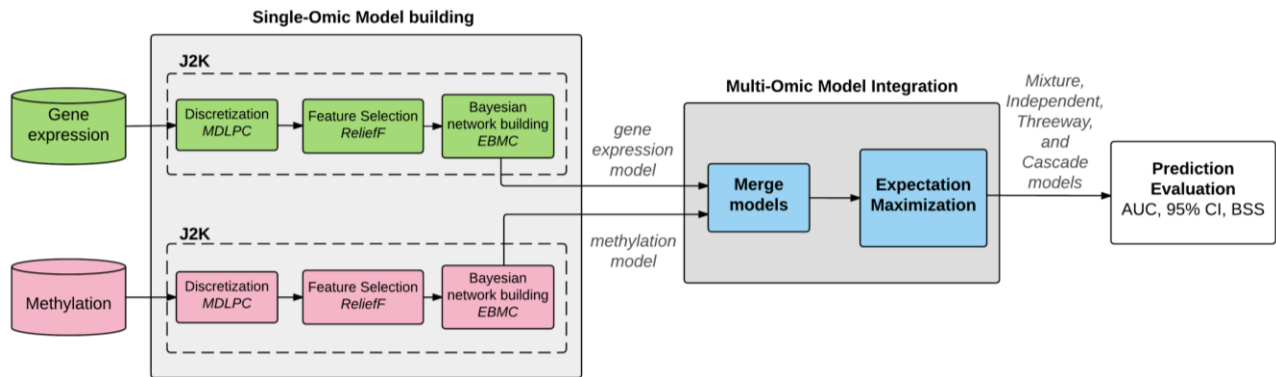 Single-Omic Model building
J2K
Gene
expression
Discretization
MDLPC
Feature Selection
ReliefF
Bayesian
network building
EBMC
J2K
Methylation
Discretization
MDLPC
Feature Selection
ReliefF
Bayesian
network building
EBMC
gene
expression
model
methylation
model
Multi-Omic Model Integration
Merge
models
Expectation
Maximization
Mixture,
Independent,
Threeway,
and
Cascade
models
Prediction
Evaluation
AUC, 95% CI, BSS